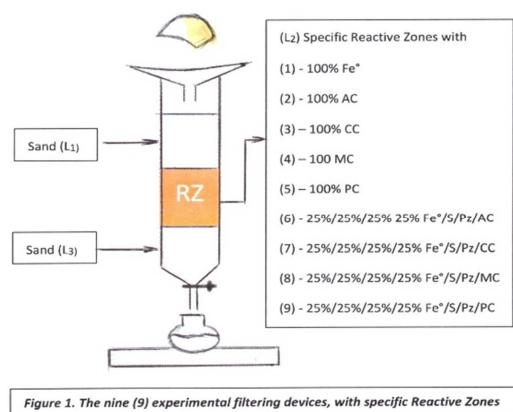 (L2) Specific Reactive Zones with
(1) - 100% Fe°
(2) - 100% AC
(3) – 100% CC
(4) – 100 MC
(5) – 100% PC
(6) - 25%/25%/25% 25% Fe°/S/Pz/AC
(7) - 25%/25%/25%/25% Fe°/S/Pz/CC
(8) - 25%/25%/25%/25% Fe°/S/Pz/MC
(9) - 25%/25%/25%/25% Fe°/S/Pz/PC
Sand (L1)
RZ
Sand (L3)
Figure 1. The nine (9) experimental filtering devices, with specific Reactive Zones